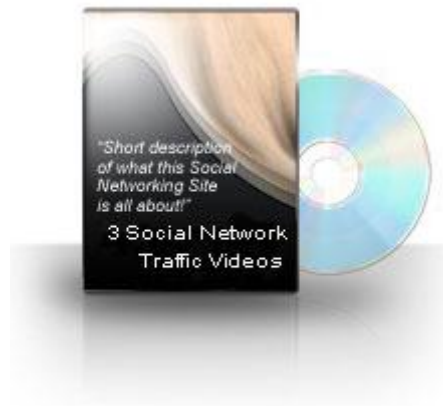 "Short description
of what this Social
Networking Site
is all about!"
3 Social Network
Traffic Videos